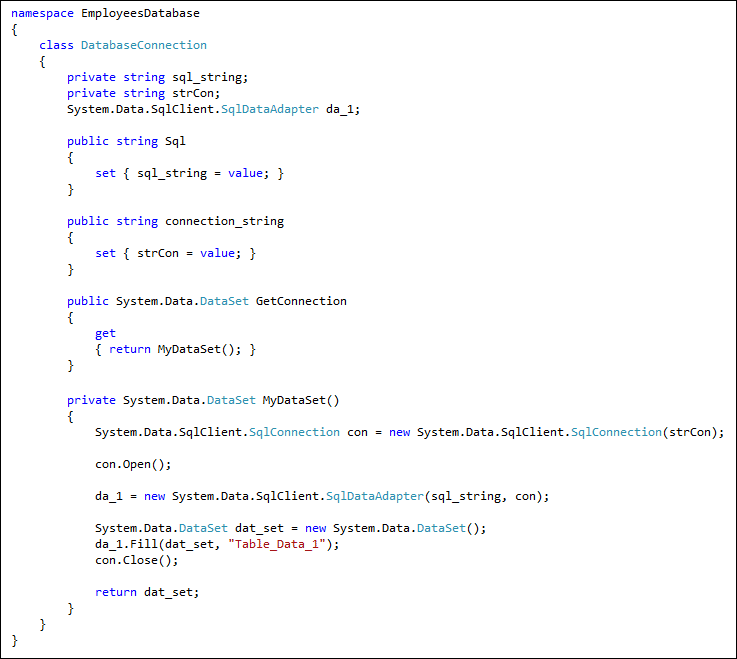 namespace EmployeesDatabase
{
class DatabaseConnection
{
private string sql_string;
private string strCon;
System.Data.SqlClient.SqlDataAdapter da_1;
public string Sql
{
set { sql_string = value; }
}
public string connection_string
{
set { strCon = value; }
}
public System.Data.DataSet GetConnection
{
get
{ return MyDataSet(); }
}
private System.Data.DataSet MyDataSet()
{
System.Data.SqlClient.SqlConnection con = new System.Data.SqlClient.SqlConnection(strCon);
con.Open();
da_1 = new System.Data.SqlClient.SqlDataAdapter(sql_string, con);
System.Data.DataSet dat_set = new System.Data.DataSet();
da_1.Fill(dat_set, "Table_Data_1");
con.Close();
return dat_set;
}
}
}